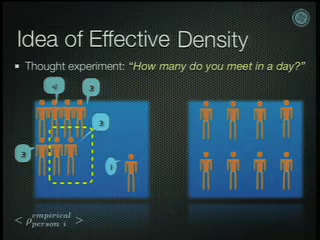 Idea of Effective Density
Thought experiment: "How many do you meet in a day?"
3
3
3
1
< ρ empirical person i >